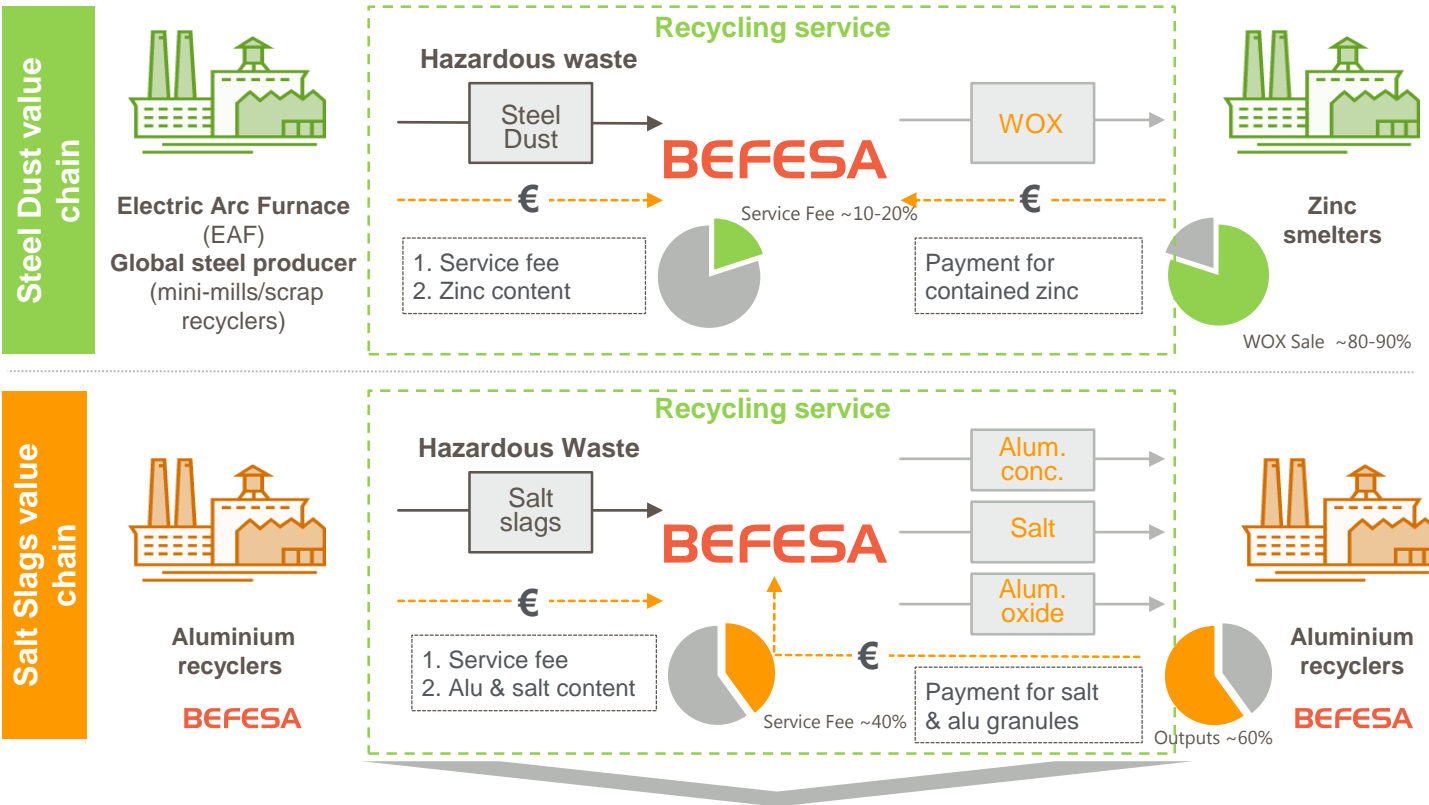 Steel Dust value
chain
Recycling service
Hazardous waste
Steel
Dust
BEFESA
WOX
€
€
Service Fee ~10-20%
Electric Arc Furnace
(EAF)
Global steel producer
(mini-mills/scrap
recyclers)
1. Service fee
2. Zinc content
Payment for
contained zinc
Zinc
smelters
WOX Sale ~80-90%
Salt Slags value
chain
Recycling service
Hazardous Waste
Salt
slags
BEFESA
Alum.
conc.
Salt
Alum.
oxide
€
€
Aluminium
recyclers
BEFESA
1. Service fee
2. Alu & salt content
Service Fee ~40%
Payment for salt
& alu granules
Outputs ~60%
Aluminium
recyclers
BEFESA